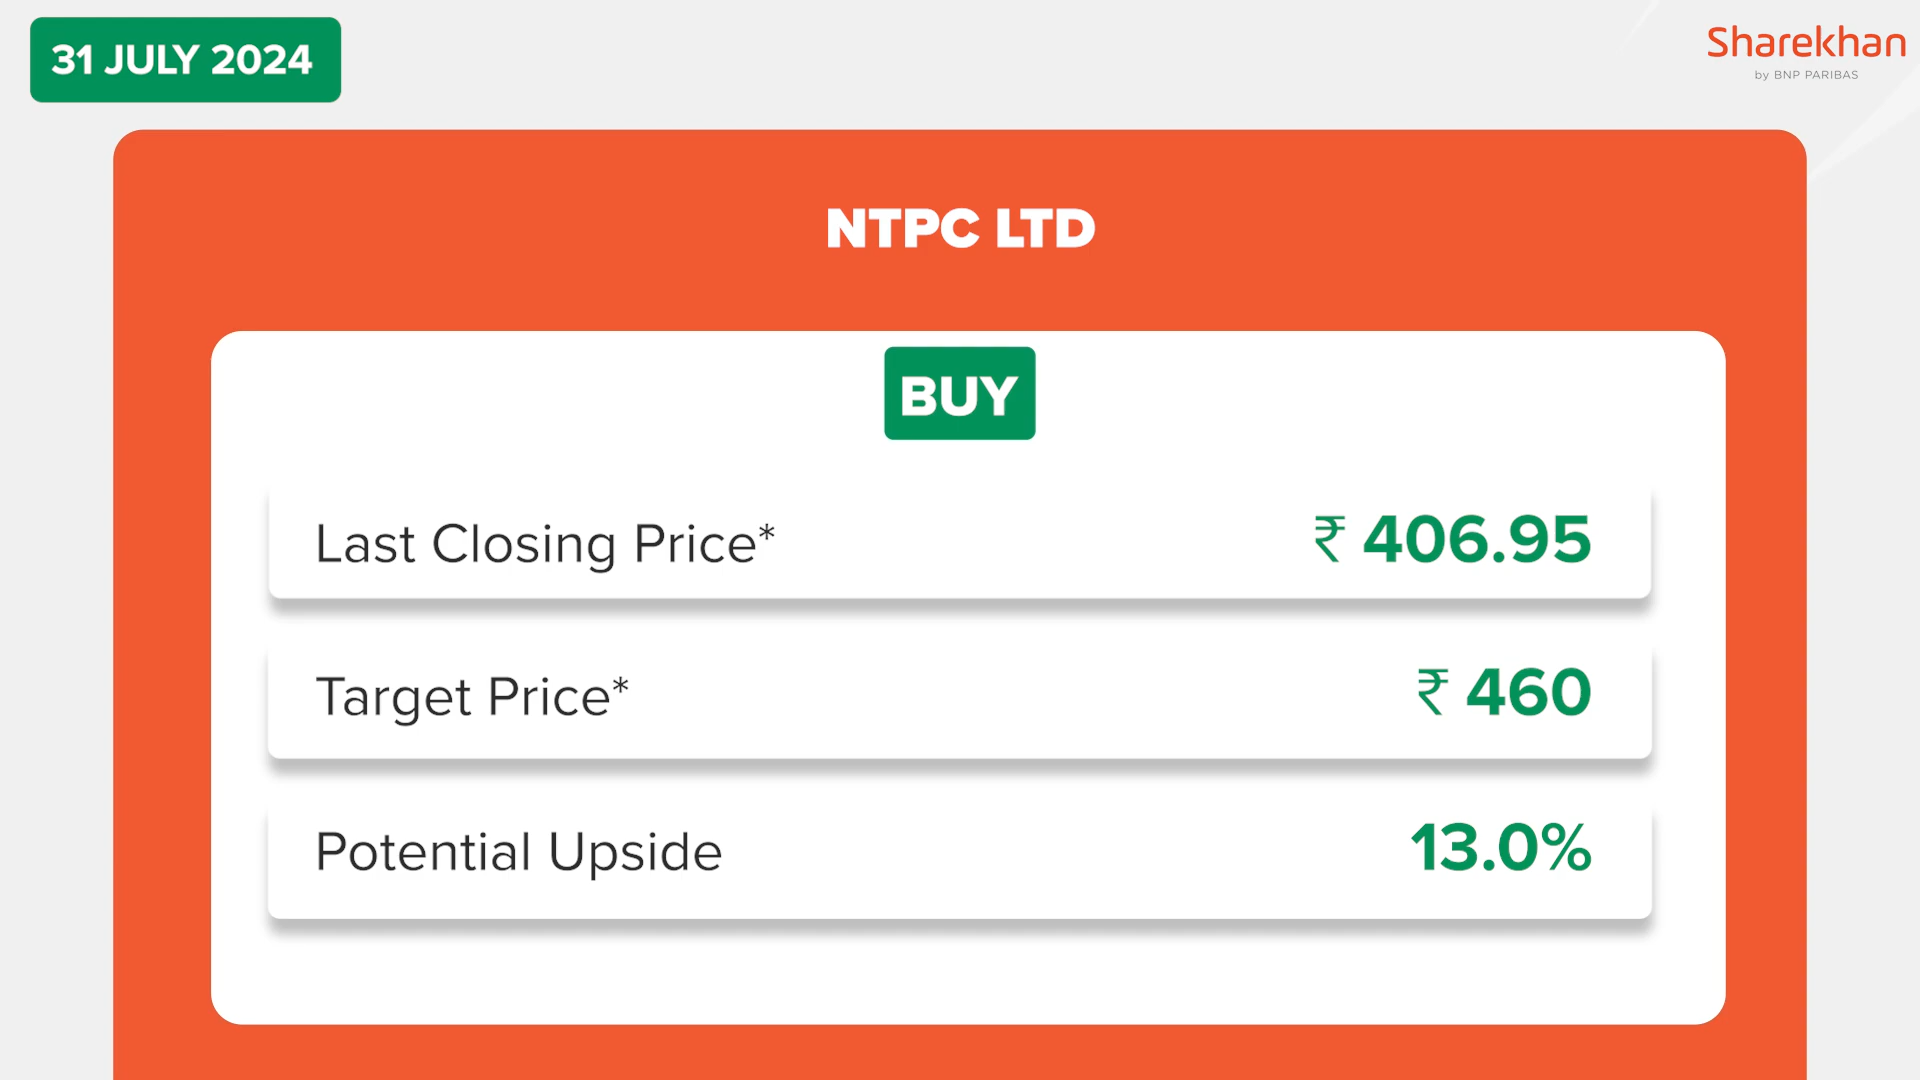 31 JULY 2024
Sharekhan
by BNP PARIBAS
NTPC LTD
BUY
Last Closing Price* ₹ 406.95
Target Price* ₹ 460
Potential Upside 13.0%